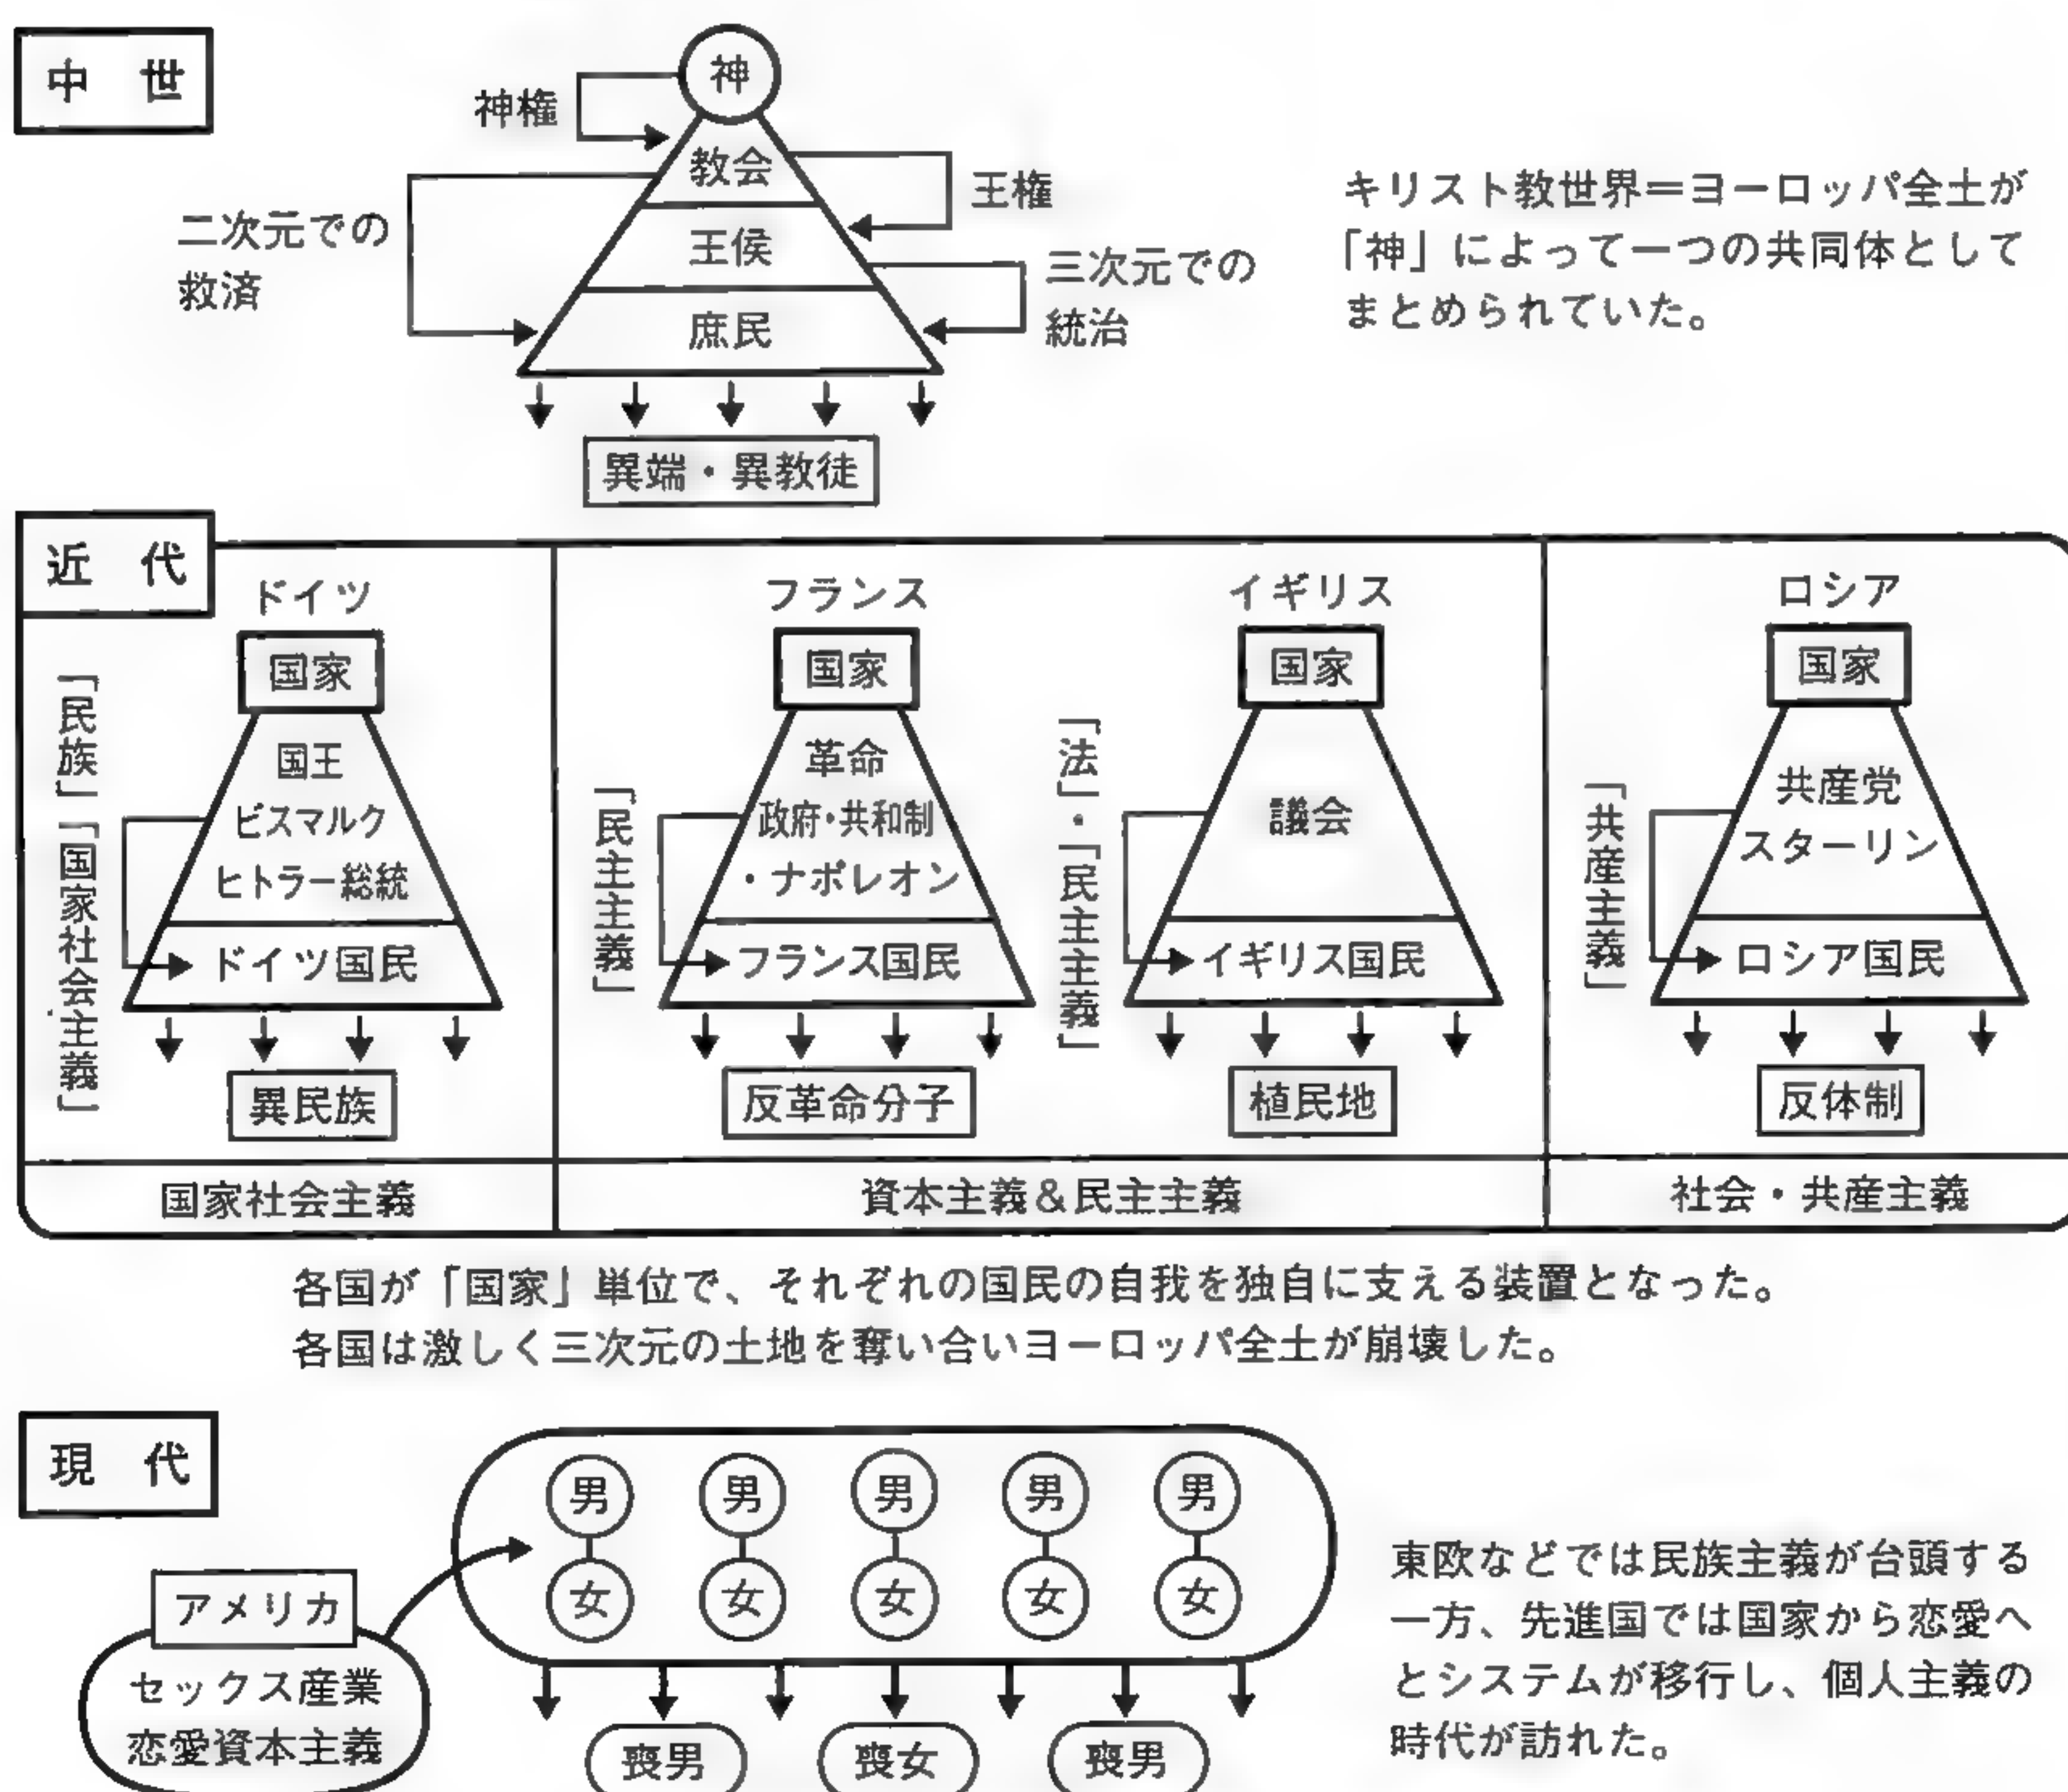 中 世
神
神権
教会
王権
二次元での
救済
王侯
三次元での
統治
庶民
異端・異教徒
キリスト教世界＝ヨーロッパ全土が
「神」によって一つの共同体として
まとめられていた。
近 代
ドイツ
国家
「民族」「国家社会主義」
国王
ビスマルク
ヒトラー総統
ドイツ国民
異民族
国家社会主義
フランス
国家
「民主主義」
革命
政府・共和制
・ナポレオン
フランス国民
反革命分子
イギリス
国家
「法」・「民主主義」
議会
イギリス国民
植民地
資本主義＆民主主義
ロシア
国家
「共産主義」
共産党
スターリン
ロシア国民
反体制
社会・共産主義
各国が「国家」単位で、それぞれの国民の自我を独自に支える装置となった。
各国は激しく三次元の土地を奪い合いヨーロッパ全土が崩壊した。
現 代
男 男 男 男 男
女 女 女 女 女
アメリカ
セックス産業
恋愛資本主義
喪男 喪女 喪男
東欧などでは民族主義が台頭する
一方、先進国では国家から恋愛へ
とシステムが移行し、個人主義の
時代が訪れた。